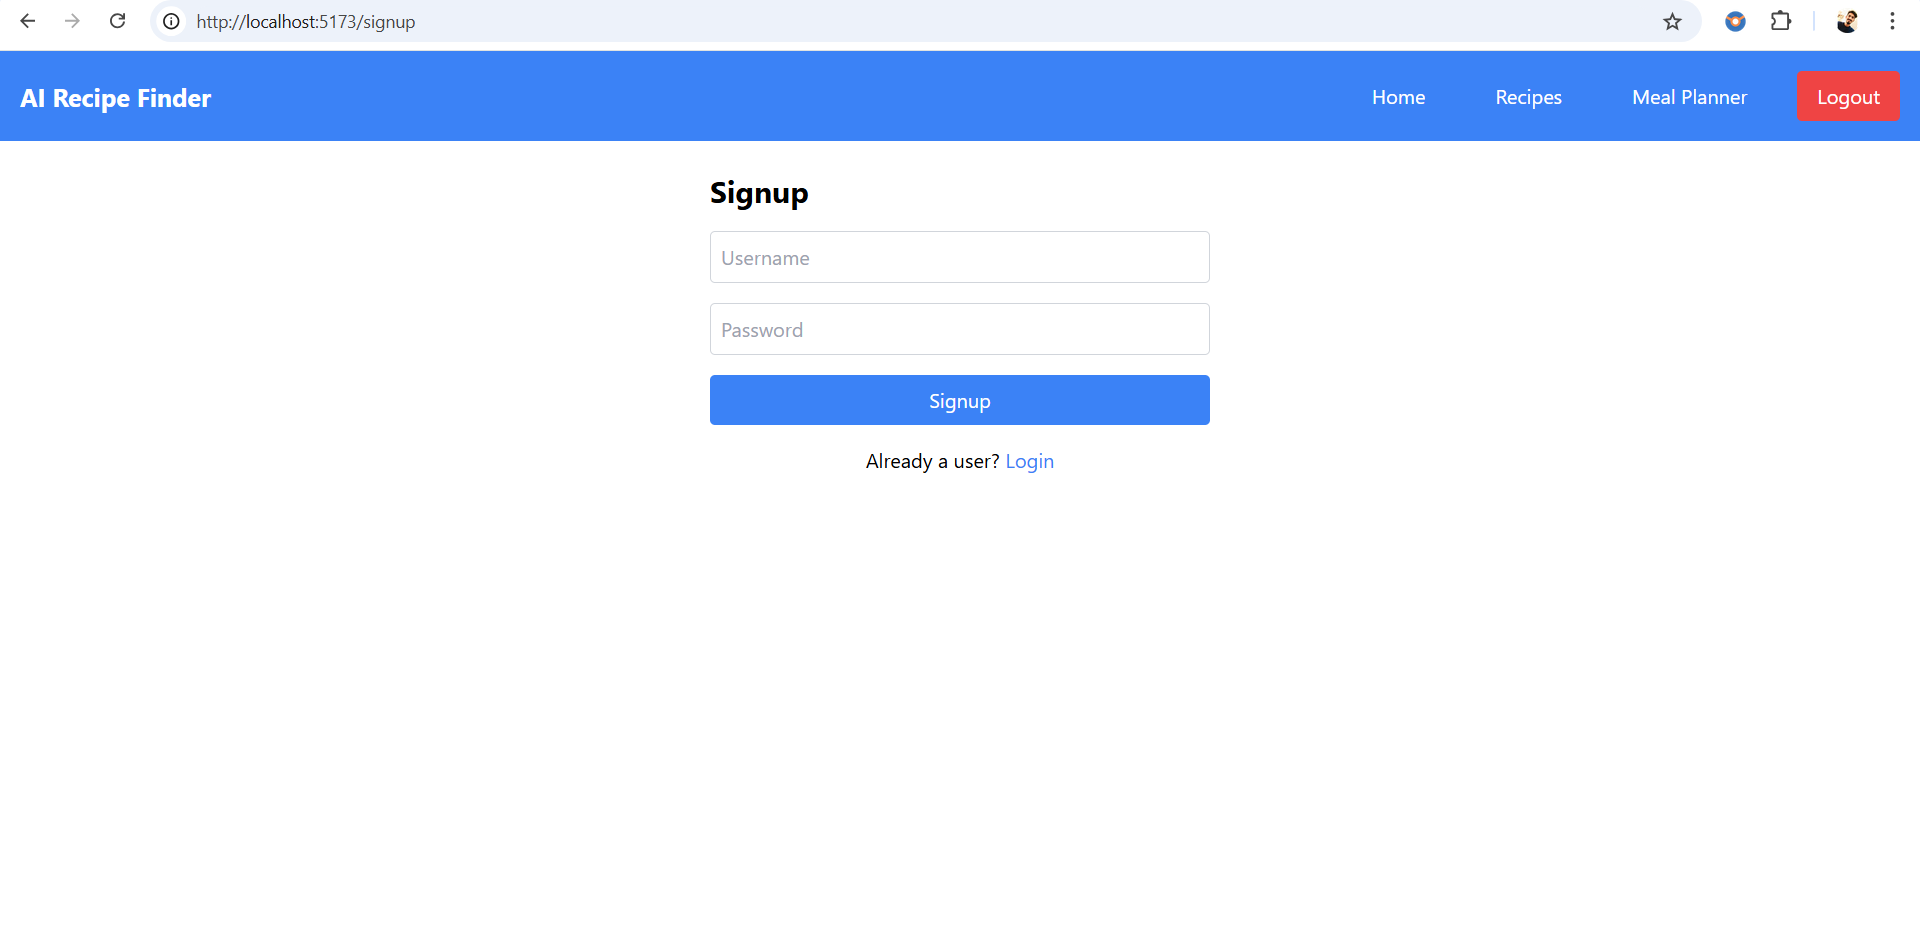 http://localhost:5173/signup
AI Recipe Finder
Home
Recipes
Meal Planner
Logout
Signup
Username
Password
Signup
Already a user? Login